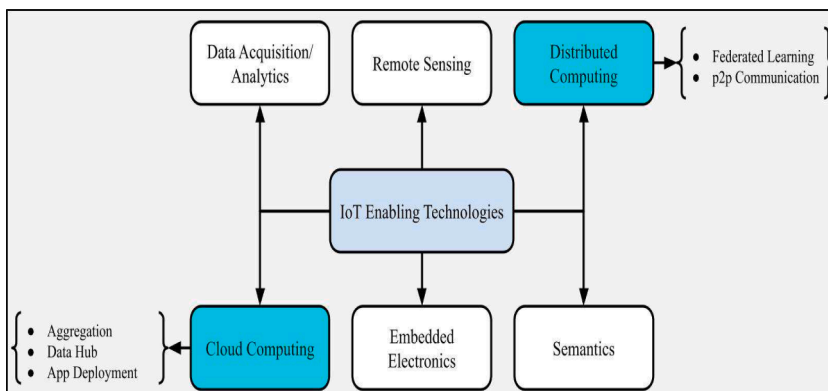 Data Acquisition/
Analytics
Remote Sensing
Distributed
Computing
• Federated Learning
• p2p Communication
IoT Enabling Technologies
• Aggregation
• Data Hub
• App Deployment
Cloud Computing
Embedded
Electronics
Semantics